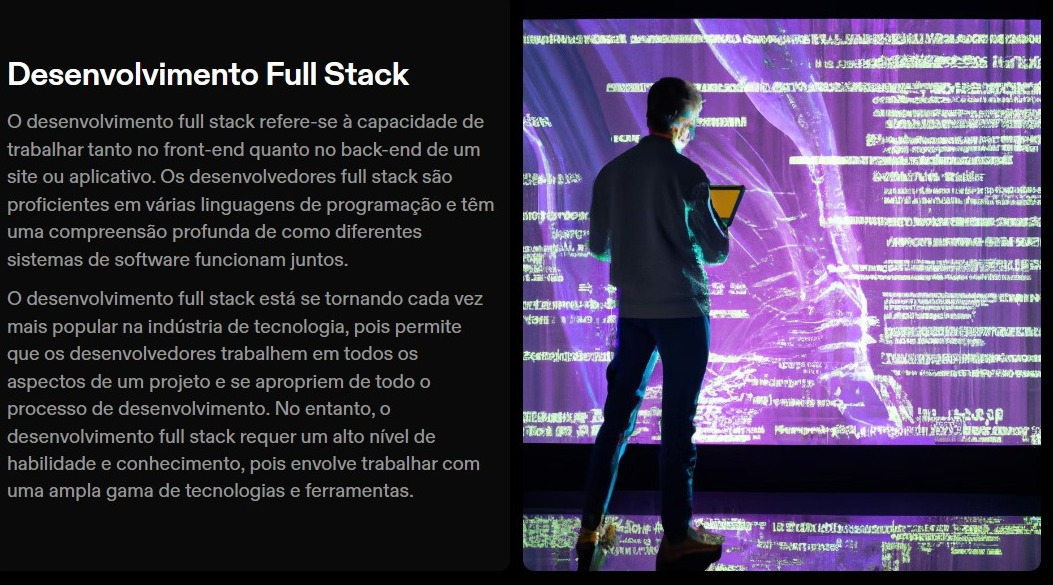 Desenvolvimento Full Stack
O desenvolvimento full stack refere-se à capacidade de
trabalhar tanto no front-end quanto no back-end de um
site ou aplicativo. Os desenvolvedores full stack são
proficientes em várias linguagens de programação e têm
uma compreensão profunda de como diferentes
sistemas de software funcionam juntos.
O desenvolvimento full stack está se tornando cada vez
mais popular na indústria de tecnologia, pois permite
que os desenvolvedores trabalhem em todos os
aspectos de um projeto e se apropriem de todo o
processo de desenvolvimento. No entanto, o
desenvolvimento full stack requer um alto nível de
habilidade e conhecimento, pois envolve trabalhar com
uma ampla gama de tecnologias e ferramentas.